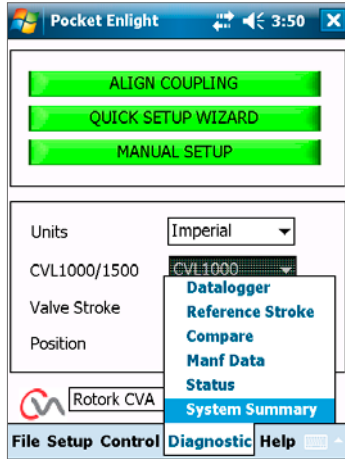 Pocket Enlight 3:50
ALIGN COUPLING
QUICK SETUP WIZARD
MANUAL SETUP
Units Imperial
CVL1000/1500 CVL1000
Valve Stroke
Position
Datalogger
Reference Stroke
Compare
Manf Data
Status
System Summary
Rotork CVA
File Setup Control Diagnostic Help